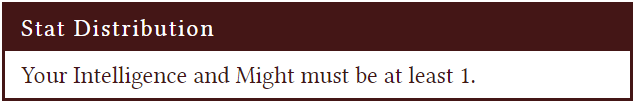 Stat Distribution
Your Intelligence and Might must be at least 1.